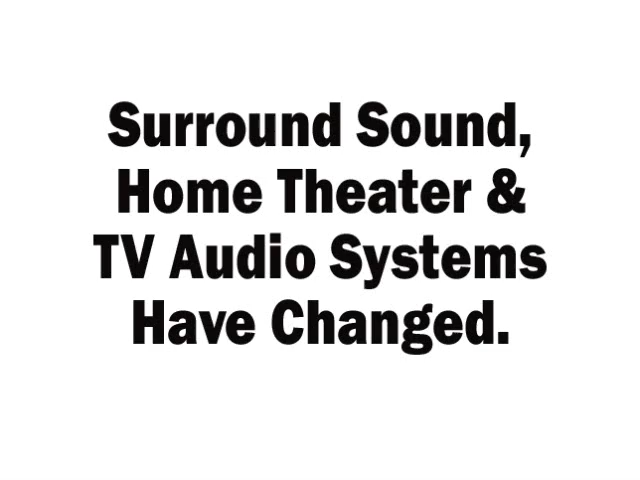 Surround Sound,
Home Theater &
TV Audio Systems
Have Changed.